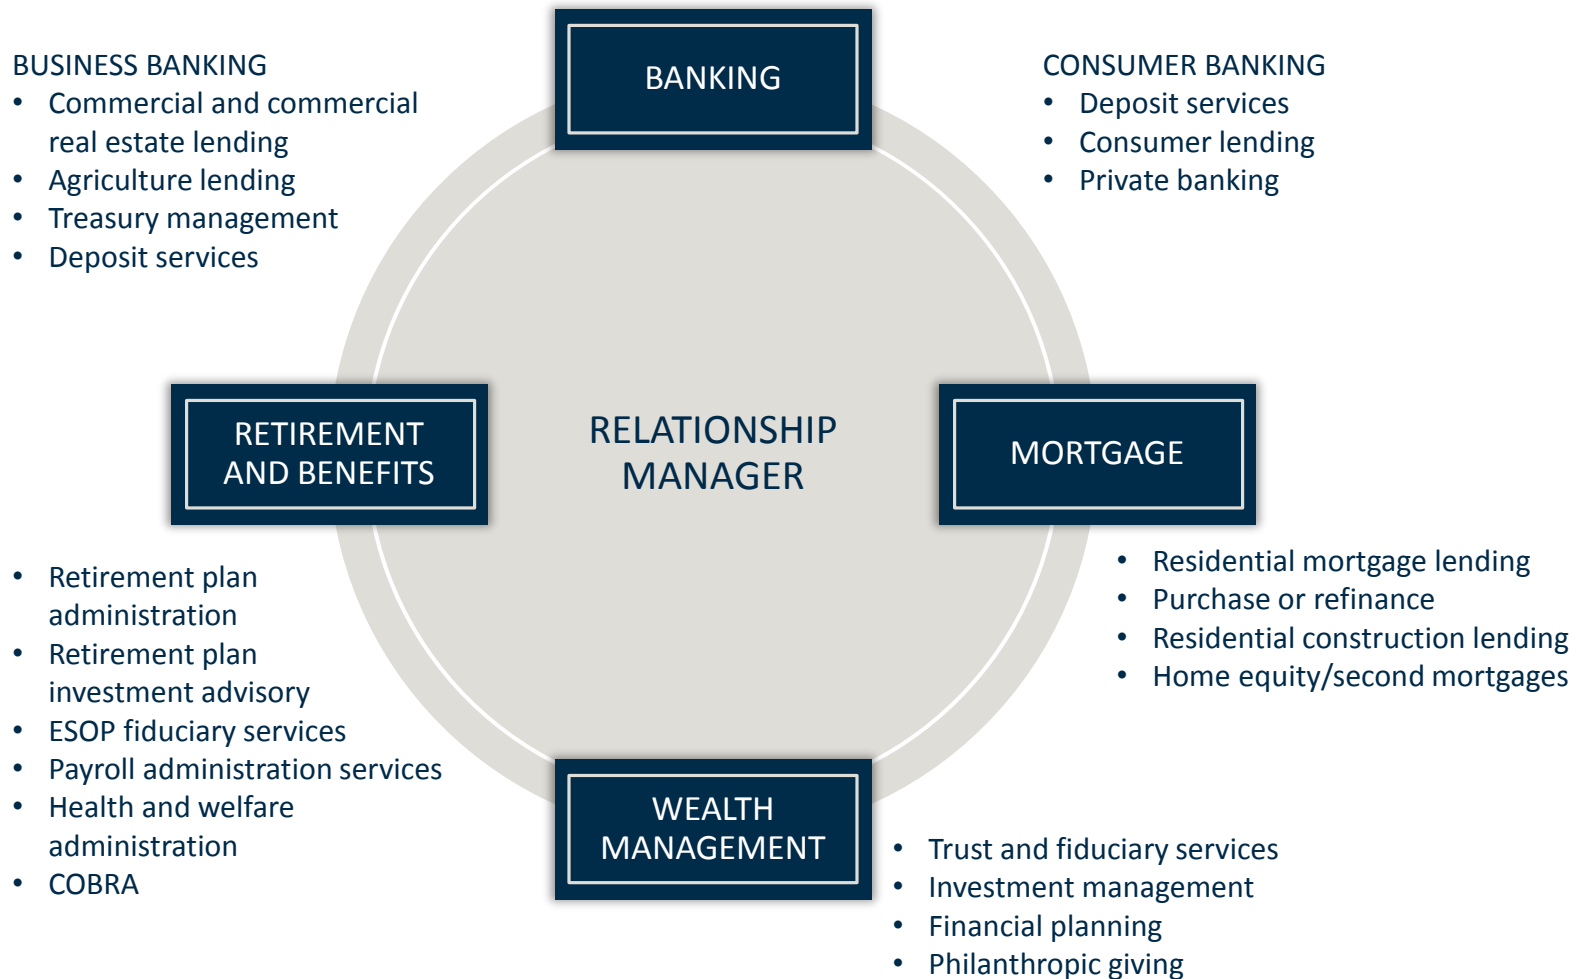 BANKING
BUSINESS BANKING
• Commercial and commercial
real estate lending
• Agriculture lending
• Treasury management
• Deposit services
CONSUMER BANKING
• Deposit services
• Consumer lending
• Private banking
RETIREMENT
AND BENEFITS
RELATIONSHIP
MANAGER
MORTGAGE
• Retirement plan
administration
• Retirement plan
investment advisory
• ESOP fiduciary services
• Payroll administration services
• Health and welfare
administration
• COBRA
• Residential mortgage lending
• Purchase or refinance
• Residential construction lending
• Home equity/second mortgages
WEALTH
MANAGEMENT
• Trust and fiduciary services
• Investment management
• Financial planning
• Philanthropic giving